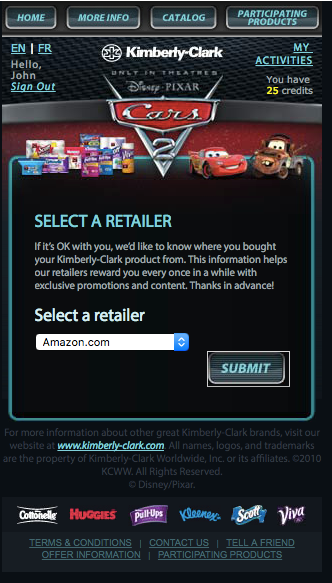 HOME
MORE INFO
CATALOG
PARTICIPATING
PRODUCTS
EN | FR
Kimberly-Clark
MY
ACTIVITIES
Hello,
John
Sign Out
ONLY IN THEATRES
You have
25 credits
Disney · PIXAR
Cars
2
SELECT A RETAILER
If it's OK with you, we'd like to know where you bought
your Kimberly-Clark product from. This information helps
our retailers reward you every once in a while with
exclusive promotions and content. Thanks in advance!
Select a retailer
Amazon.com
SUBMIT
For more information about other great Kimberly-Clark brands, visit our
website at www.kimberly-clark.com. All names, logos, and trademarks
are the property of Kimberly-Clark Worldwide, Inc. or its affiliates. ©2010
KCWW. All Rights Reserved.
© Disney/Pixar.
Cottonelle HUGGIES Pull-Ups Kleenex Scott Viva
TERMS & CONDITIONS | CONTACT US | TELL A FRIEND
OFFER INFORMATION | PARTICIPATING PRODUCTS